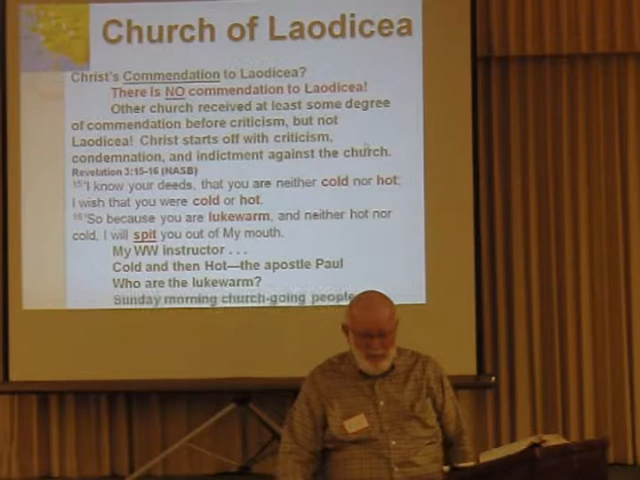 Church of Laodicea
Christ's Commendation to Laodicea?
There is NO commendation to Laodicea!
Other church received at least some degree
of commendation before criticism, but not
Laodicea! Christ starts off with criticism,
condemnation, and indictment against the church.
Revelation 3:15-16 (NASB)
15 'I know your deeds, that you are neither cold nor hot;
I wish that you were cold or hot.
16 'So because you are lukewarm, and neither hot nor
cold, I will spit you out of My mouth.
My WW instructor . . .
Cold and then Hot—the apostle Paul
Who are the lukewarm?
Sunday morning church-going people